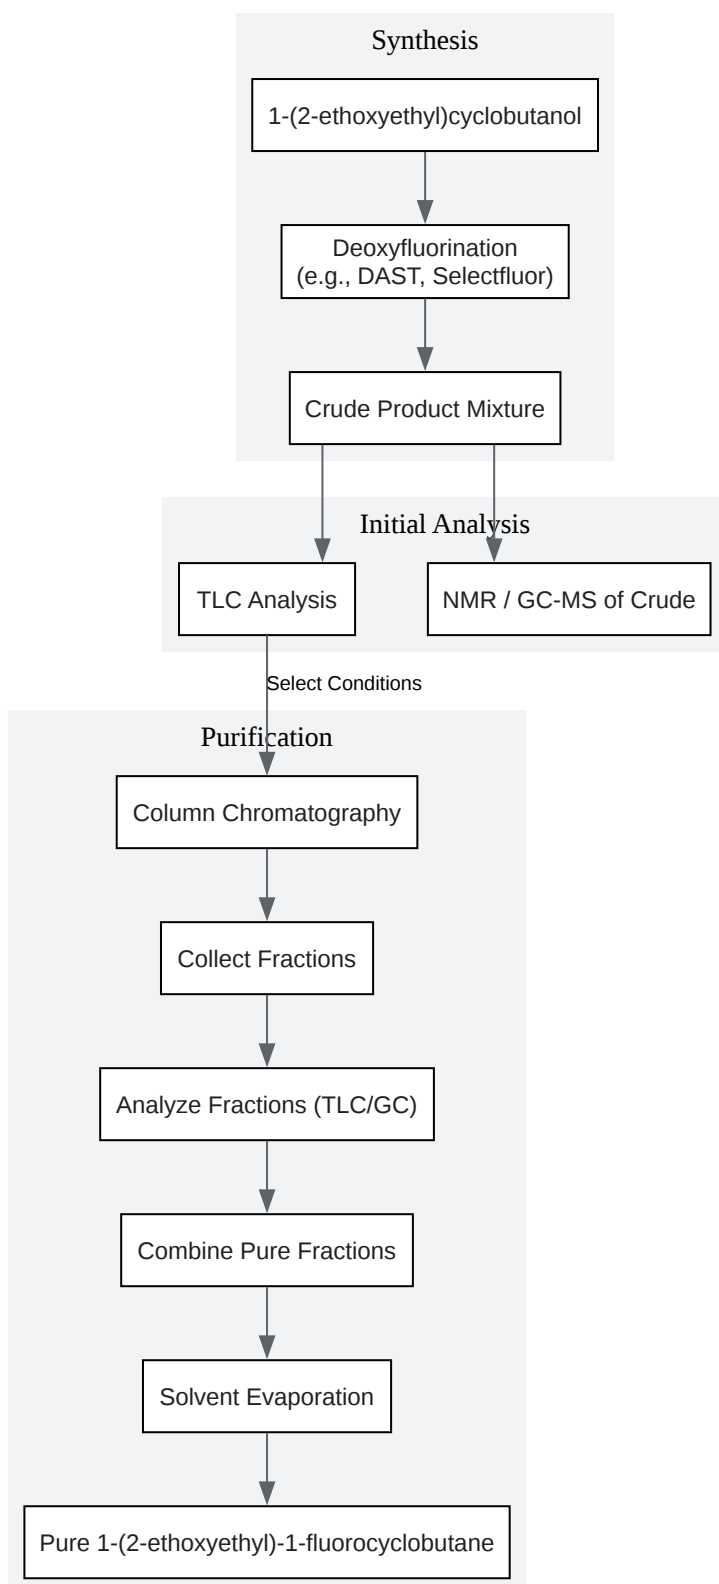 Synthesis
1-(2-ethoxyethyl)cyclobutanol
Deoxyfluorination
(e.g., DAST, Selectfluor)
Crude Product Mixture
Initial Analysis
TLC Analysis
NMR / GC-MS of Crude
Select Conditions
Purification
Column Chromatography
Collect Fractions
Analyze Fractions (TLC/GC)
Combine Pure Fractions
Solvent Evaporation
Pure 1-(2-ethoxyethyl)-1-fluorocyclobutane